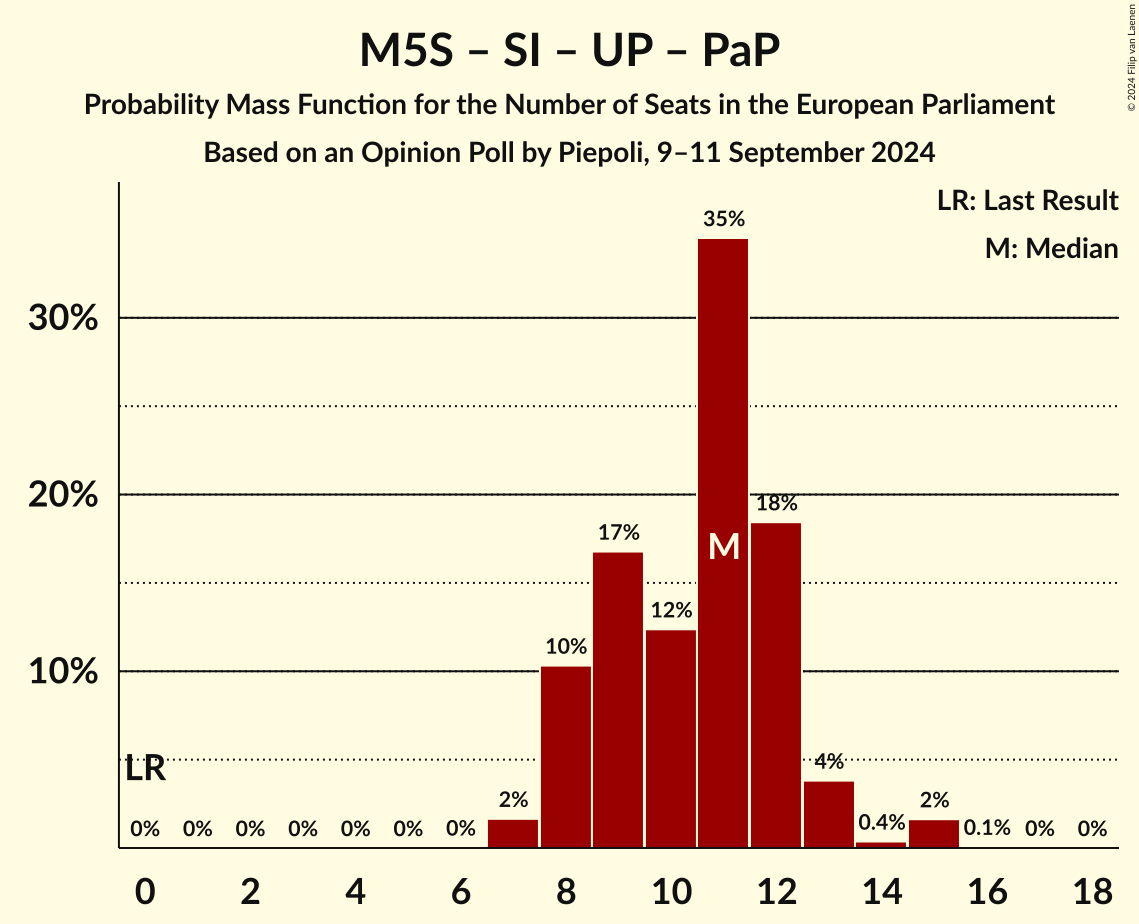 M5S – SI – UP – PaP
Probability Mass Function for the Number of Seats in the European Parliament
Based on an Opinion Poll by Piepoli, 9–11 September 2024
© 2024 Filip van Laenen
LR: Last Result
M: Median
30%
20%
10%
LR
M
0% 0% 0% 0% 0% 0% 0% 2% 10% 17% 12% 35% 18% 4% 0.4% 2% 0.1% 0% 0%
0 2 4 6 8 10 12 14 16 18